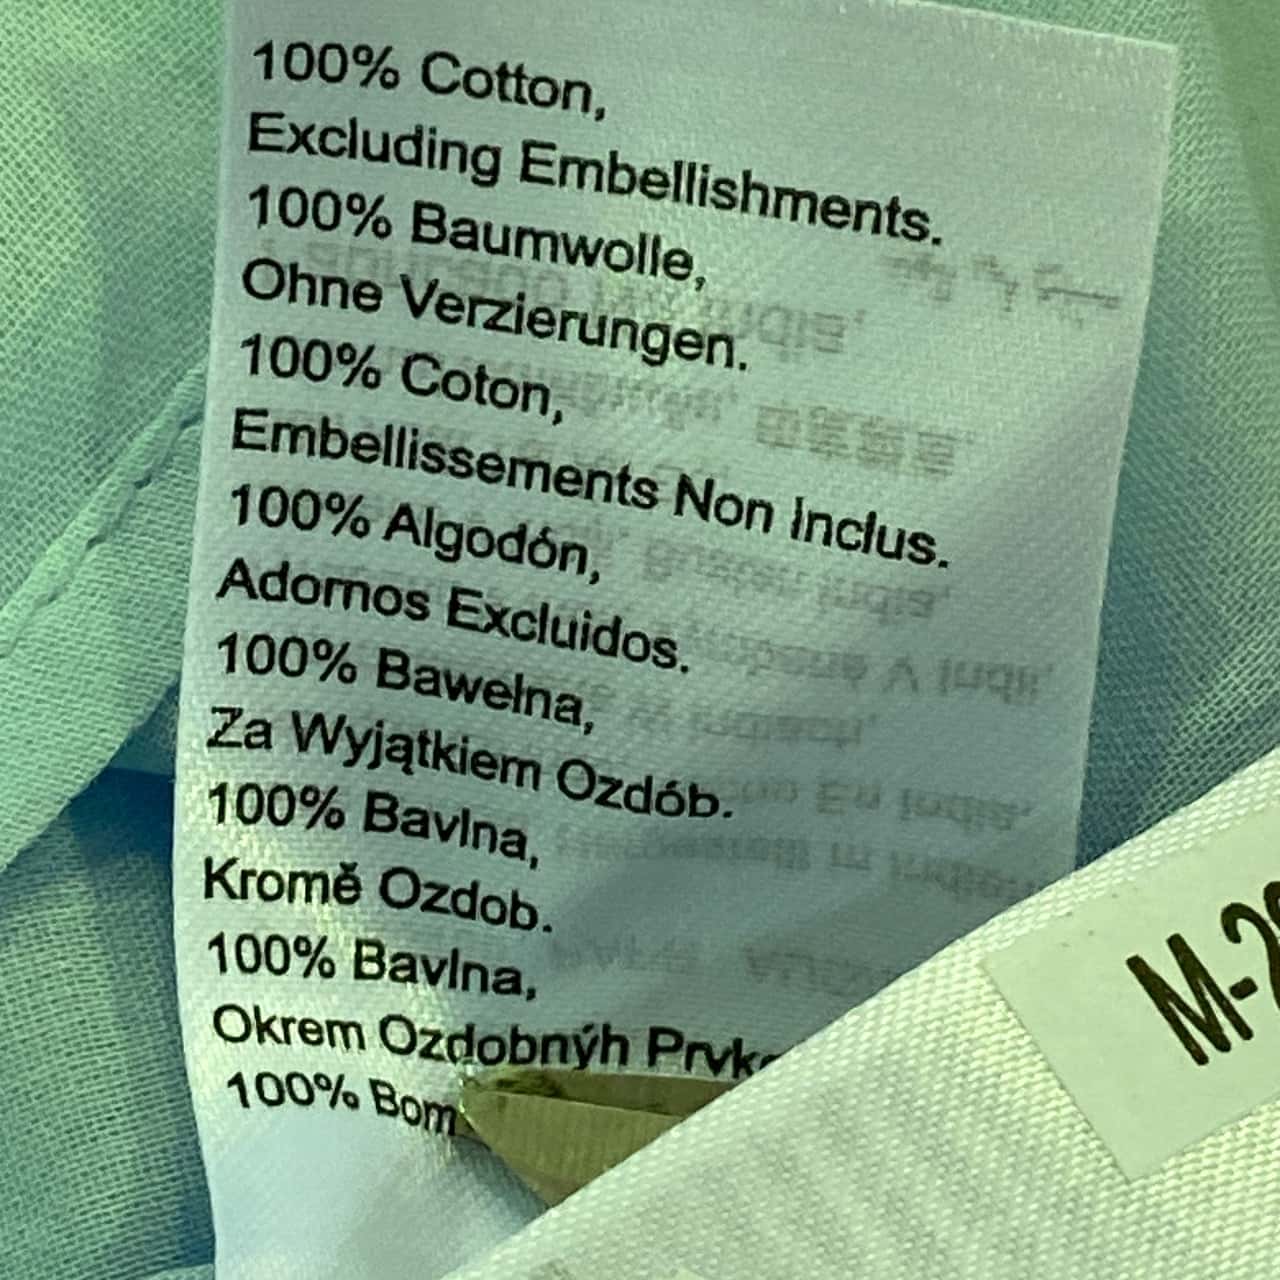 100% Cotton,
Excluding Embellishments.
100% Baumwolle,
Ohne Verzierungen.
100% Coton,
Embellissements Non Inclus.
100% Algodón,
Adornos Excluidos.
100% Bawełna,
Za Wyjątkiem Ozdób.
100% Bavlna,
Kromě Ozdob.
100% Bavlna,
Okrem Ozdobnýh
100%